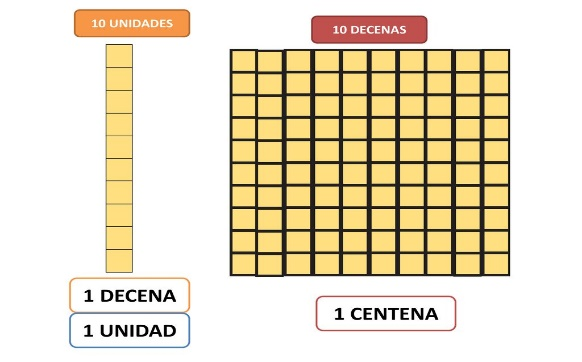 10 UNIDADES
10 DECENAS
1 DECENA
1 UNIDAD
1 CENTENA